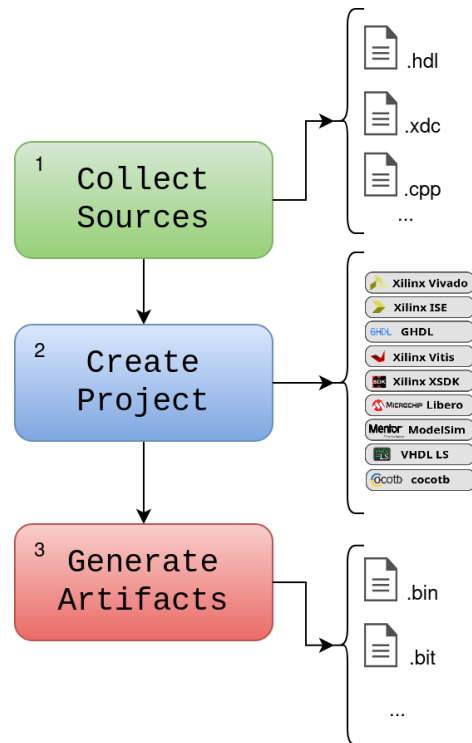 1
Collect
Sources
.hdl
.xdc
.cpp
...
2
Create
Project
Xilinx Vivado
Xilinx ISE
GHDL GHDL
Xilinx Vitis
SDK Xilinx XSDK
MICROCHIP Libero
Mentor ModelSim
VHDL LS VHDL LS
cocotb cocotb
3
Generate
Artifacts
.bin
.bit
...